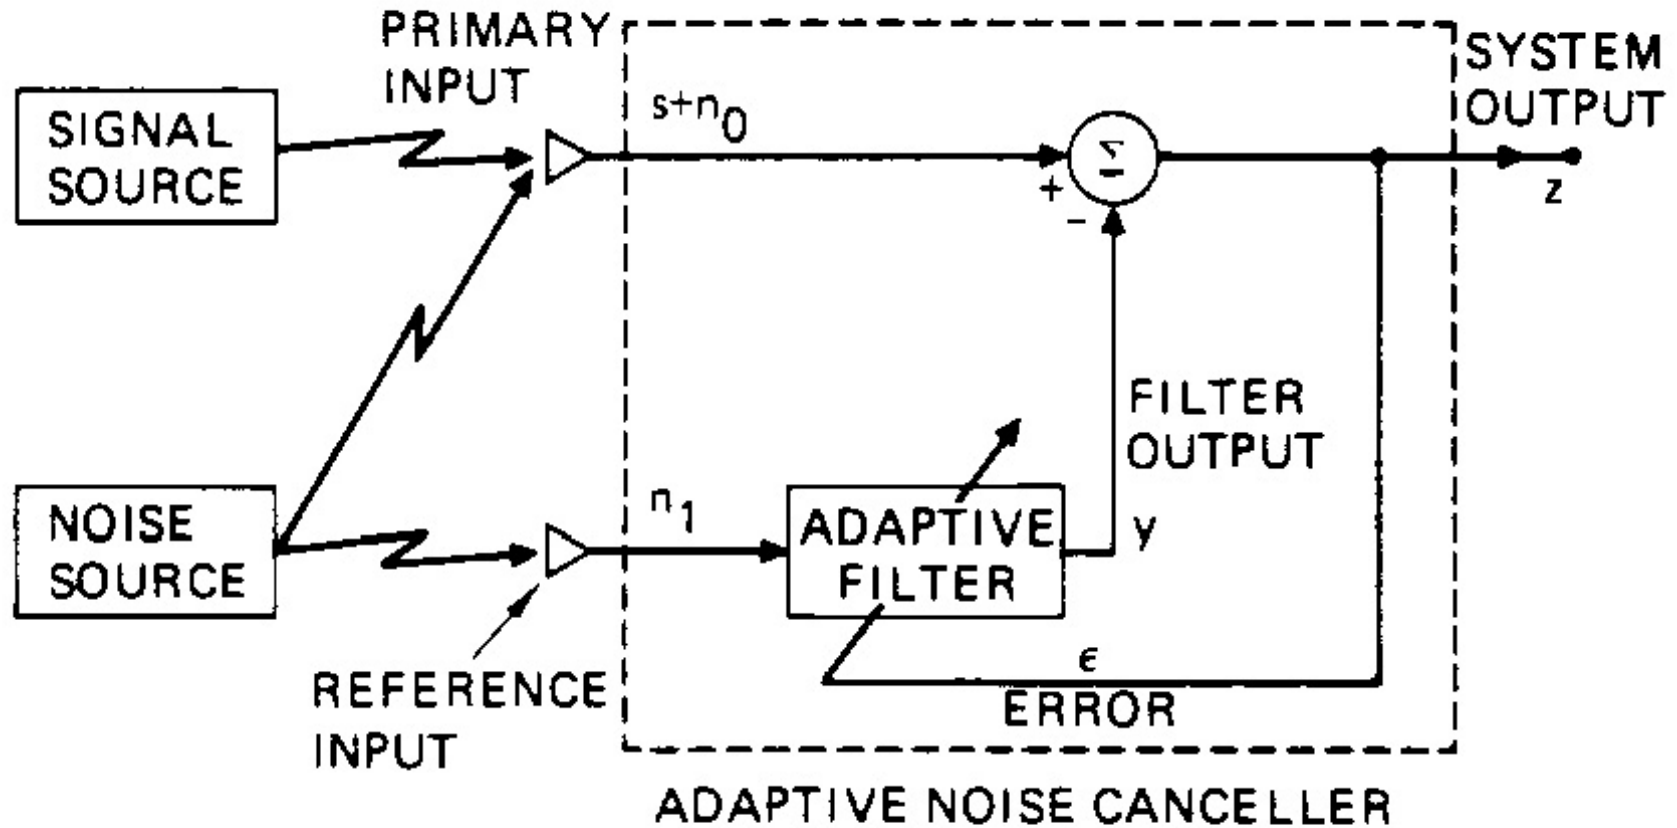 PRIMARY
INPUT
SYSTEM
OUTPUT
SIGNAL
SOURCE
s+n0
Σ
+
-
z
FILTER
OUTPUT
NOISE
SOURCE
n1
ADAPTIVE
FILTER
y
ϵ
ERROR
REFERENCE
INPUT
ADAPTIVE NOISE CANCELLER